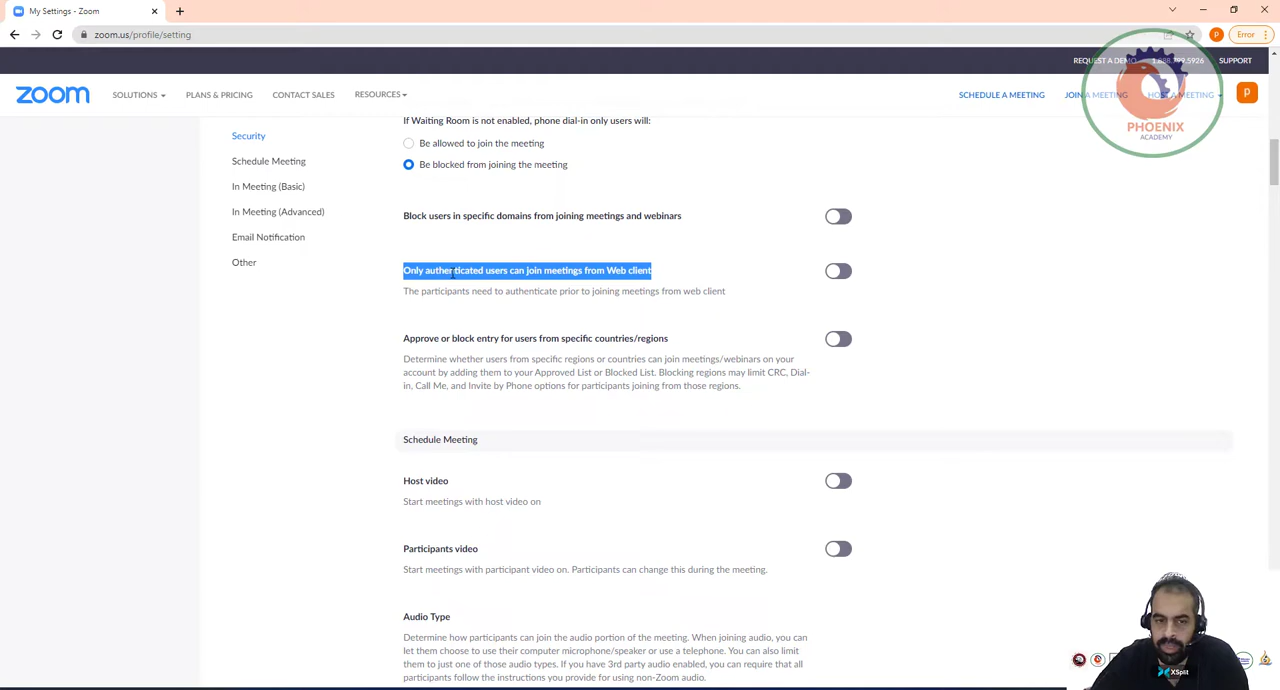 My Settings - Zoom
zoom.us/profile/setting
P
Error
REQUEST A DEMO
1.888.799.5926
SUPPORT
zoom
SOLUTIONS
PLANS & PRICING
CONTACT SALES
RESOURCES
SCHEDULE A MEETING
JOIN A MEETING
HOST A MEETING
P
PHOENIX
ACADEMY
Security
Schedule Meeting
In Meeting (Basic)
In Meeting (Advanced)
Email Notification
Other
If Waiting Room is not enabled, phone dial-in only users will:
Be allowed to join the meeting
Be blocked from joining the meeting
Block users in specific domains from joining meetings and webinars
Only authenticated users can join meetings from Web client
The participants need to authenticate prior to joining meetings from web client
Approve or block entry for users from specific countries/regions
Determine whether users from specific regions or countries can join meetings/webinars on your
account by adding them to your Approved List or Blocked List. Blocking regions may limit CRC, Dial-
in, Call Me, and Invite by Phone options for participants joining from those regions.
Schedule Meeting
Host video
Start meetings with host video on
Participants video
Start meetings with participant video on. Participants can change this during the meeting.
Audio Type
Determine how participants can join the audio portion of the meeting. When joining audio, you can
let them choose to use their computer microphone/speaker or use a telephone. You can also limit
them to just one of those audio types. If you have 3rd party audio enabled, you can require that all
participants follow the instructions you provide for using non-Zoom audio.
XSplit